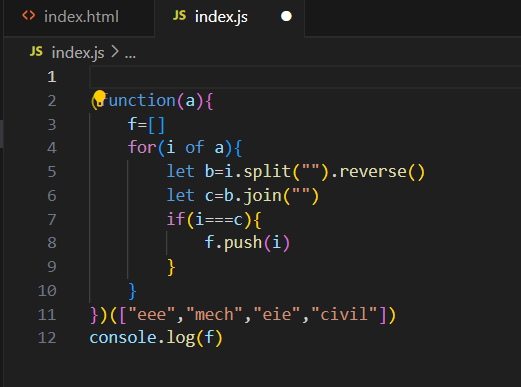 index.html
JS index.js
JS index.js > ...
1
2 (function(a){
3 f=[]
4 for(i of a){
5 let b=i.split("").reverse()
6 let c=b.join("")
7 if(i===c){
8 f.push(i)
9 }
10 }
11 })(["eee","mech","eie","civil"])
12 console.log(f)